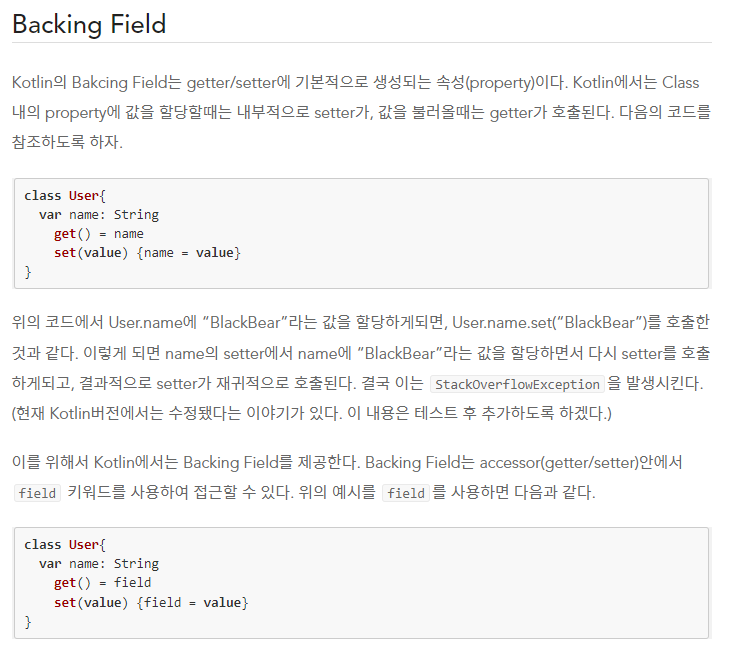 Backing Field
Kotlin의 Bakcing Field는 getter/setter에 기본적으로 생성되는 속성(property)이다. Kotlin에서는 Class
내의 property에 값을 할당할때는 내부적으로 setter가, 값을 불러올때는 getter가 호출된다. 다음의 코드를
참조하도록 하자.
class User{
  var name: String
    get() = name
    set(value) {name = value}
}
위의 코드에서 User.name에 “BlackBear”라는 값을 할당하게되면, User.name.set(“BlackBear”)를 호출한
것과 같다. 이렇게 되면 name의 setter에서 name에 “BlackBear”라는 값을 할당하면서 다시 setter를 호출
하게되고, 결과적으로 setter가 재귀적으로 호출된다. 결국 이는 StackOverflowException 을 발생시킨다.
(현재 Kotlin버전에서는 수정됐다는 이야기가 있다. 이 내용은 테스트 후 추가하도록 하겠다.)
이를 위해서 Kotlin에서는 Backing Field를 제공한다. Backing Field는 accessor(getter/setter)안에서
field 키워드를 사용하여 접근할 수 있다. 위의 예시를 field 를 사용하면 다음과 같다.
class User{
  var name: String
    get() = field
    set(value) {field = value}
}